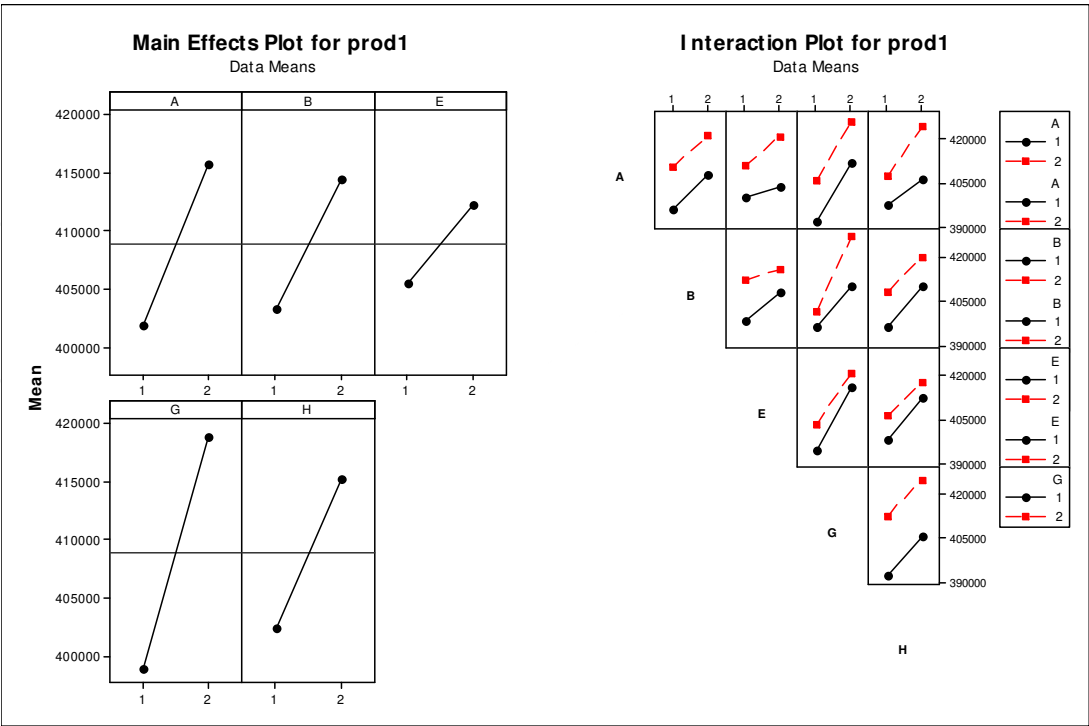 Main Effects Plot for prod1
Data Means
A B E
420000
415000
410000
405000
400000
1 2 1 2 1 2
Mean
G H
420000
415000
410000
405000
400000
1 2 1 2
Interaction Plot for prod1
Data Means
1 2 1 2 1 2 1 2
A
420000
405000
390000
B
420000
405000
390000
E
420000
405000
390000
G
420000
405000
390000
H
A
1
2
A
1
2
B
1
2
B
1
2
E
1
2
E
1
2
G
1
2